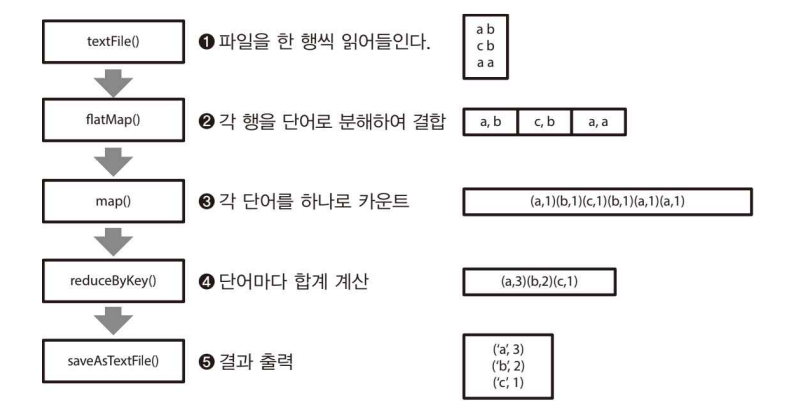 textFile()
❶ 파일을 한 행씩 읽어들인다.
a b
c b
a a
flatMap()
❷ 각 행을 단어로 분해하여 결합
a, b
c, b
a, a
map()
❸ 각 단어를 하나로 카운트
(a,1)(b,1)(c,1)(b,1)(a,1)(a,1)
reduceByKey()
❹ 단어마다 합계 계산
(a,3)(b,2)(c,1)
saveAsTextFile()
❺ 결과 출력
(‘a’, 3)
(‘b’, 2)
(‘c’, 1)